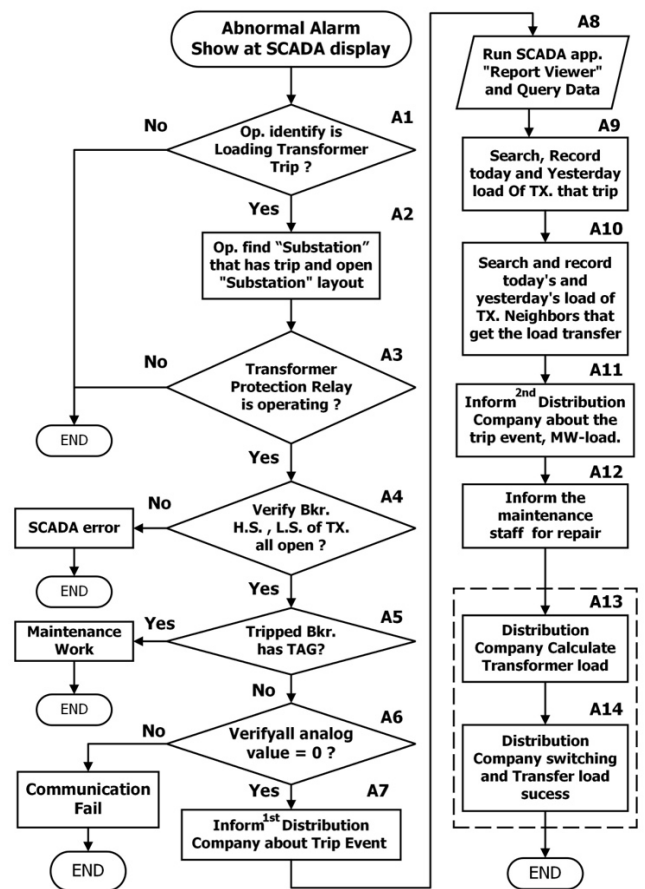 Abnormal Alarm
Show at SCADA display
A1
No
Op. identify is
Loading Transformer
Trip ?
Yes
A2
Op. find “Substation”
that has trip and open
"Substation" layout
A3
No
Transformer
Protection Relay
is operating ?
END
Yes
A4
No
Verify Bkr.
H.S. , L.S. of TX.
all open ?
SCADA error
END
Yes
A5
Yes
Tripped Bkr.
has TAG?
Maintenance
Work
END
No
A6
No
Verifyall analog
value = 0 ?
Communication
Fail
END
Yes
A7
Inform 1st Distribution
Company about Trip Event
A8
Run SCADA app.
"Report Viewer"
and Query Data
A9
Search, Record
today and Yesterday
load Of TX. that trip
A10
Search and record
today's and
yesterday's load of
TX. Neighbors that
get the load transfer
A11
Inform 2nd Distribution
Company about the
trip event, MW-load.
A12
Inform the
maintenance
staff for repair
A13
Distribution
Company Calculate
Transformer load
A14
Distribution
Company switching
and Transfer load
sucess
END